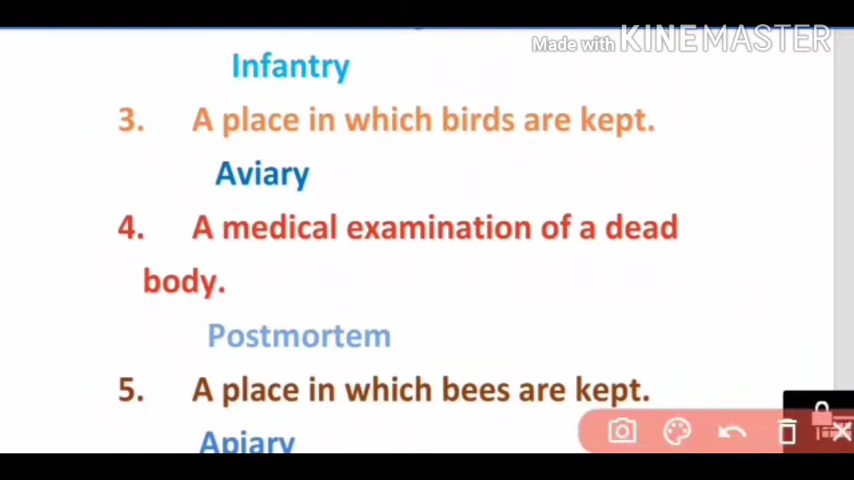 Made with KINEMASTER
Infantry
3. A place in which birds are kept.
Aviary
4. A medical examination of a dead
body.
Postmortem
5. A place in which bees are kept.
Apiary